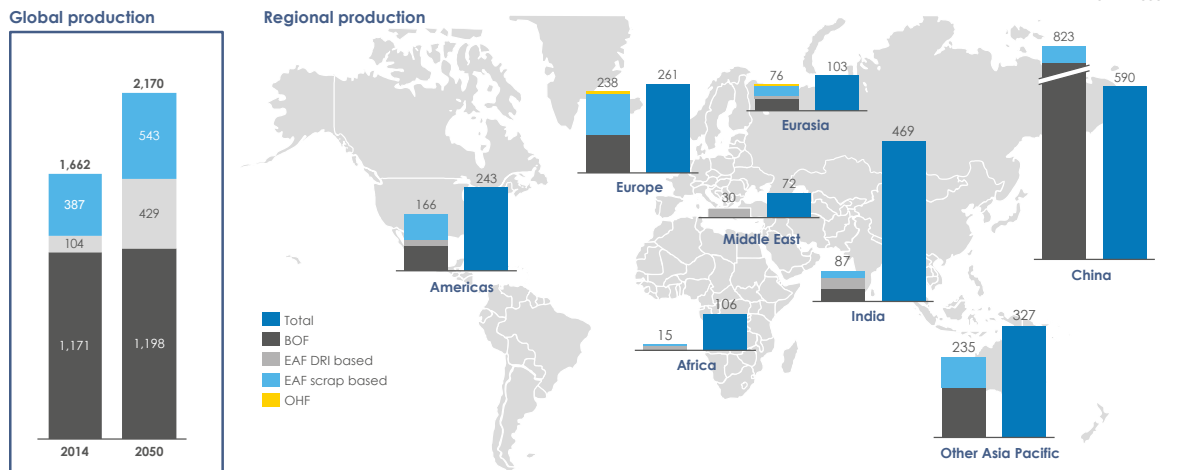 Global production
Regional production
2,170
543
429
1,198
1,662
387
104
1,171
2014
2050
166
243
Americas
238
261
Europe
76
103
Eurasia
30
72
Middle East
15
106
Africa
87
469
India
823
590
China
235
327
Other Asia Pacific
Total
BOF
EAF DRI based
EAF scrap based
OHF